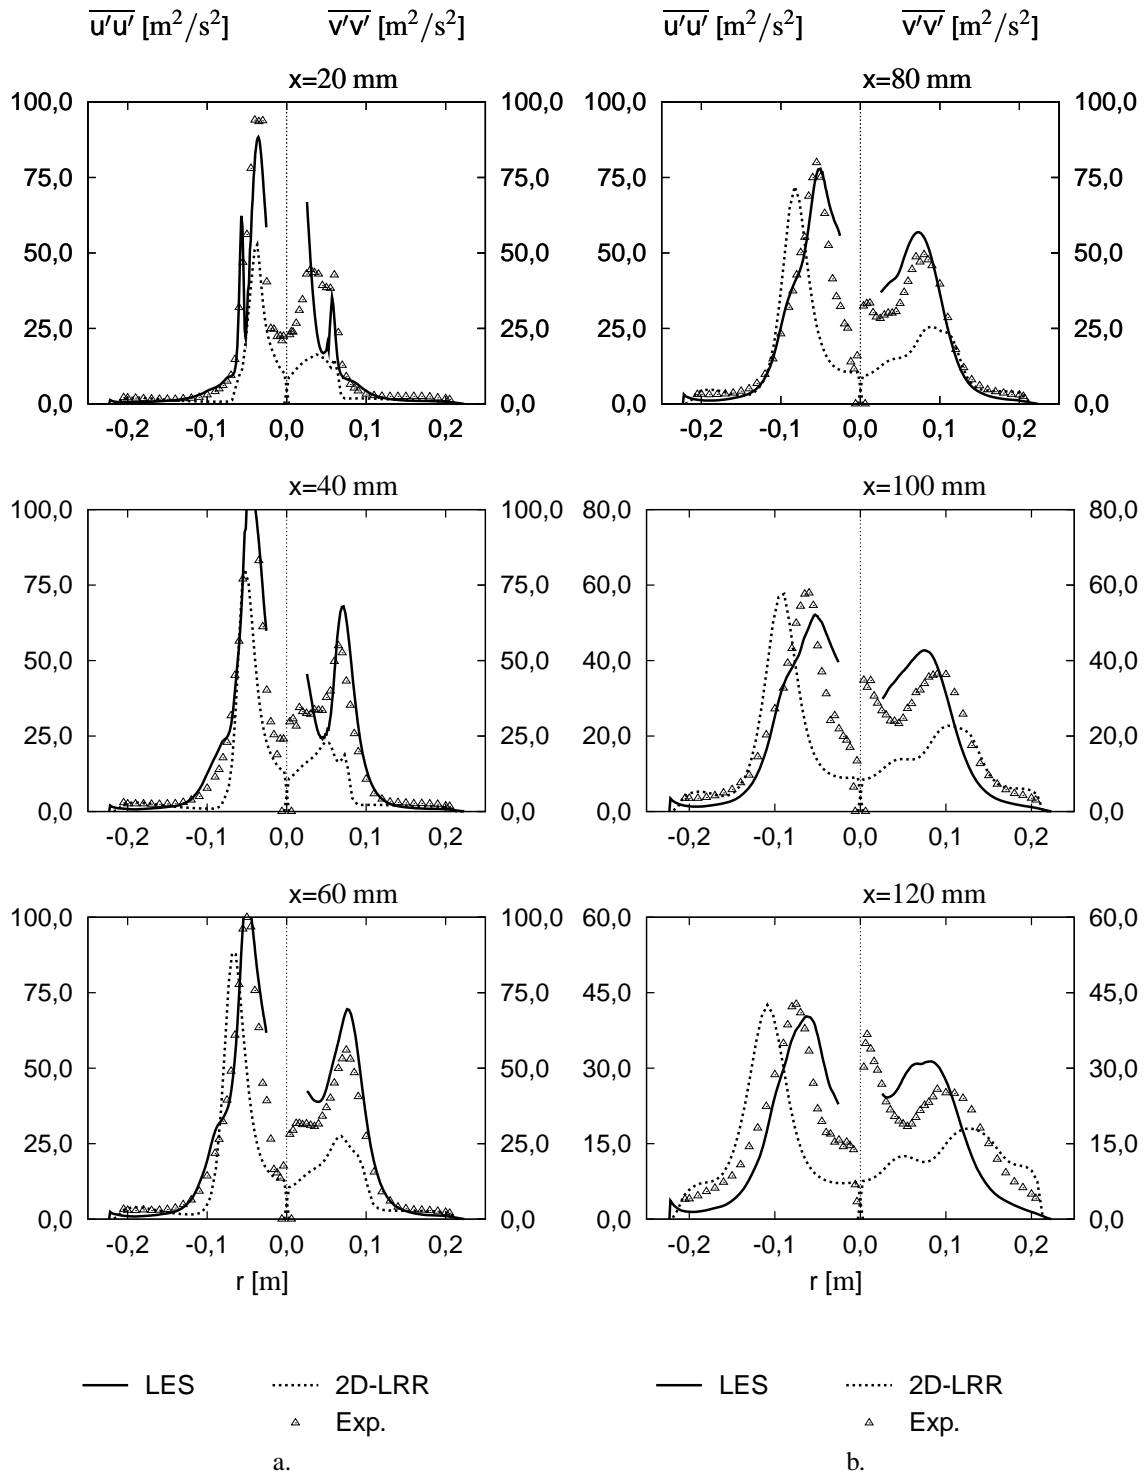 u′u′ [m²/s²] v′v′ [m²/s²] u′u′ [m²/s²] v′v′ [m²/s²]
x=20 mm
100,0 75,0 50,0 25,0 0,0
100,0 75,0 50,0 25,0 0,0
-0,2 -0,1 0,0 0,1 0,2
x=80 mm
100,0 75,0 50,0 25,0 0,0
100,0 75,0 50,0 25,0 0,0
-0,2 -0,1 0,0 0,1 0,2
x=40 mm
100,0 75,0 50,0 25,0 0,0
100,0 75,0 50,0 25,0 0,0
-0,2 -0,1 0,0 0,1 0,2
x=100 mm
80,0 60,0 40,0 20,0 0,0
80,0 60,0 40,0 20,0 0,0
-0,2 -0,1 0,0 0,1 0,2
x=60 mm
100,0 75,0 50,0 25,0 0,0
100,0 75,0 50,0 25,0 0,0
-0,2 -0,1 0,0 0,1 0,2
r [m]
x=120 mm
60,0 45,0 30,0 15,0 0,0
60,0 45,0 30,0 15,0 0,0
-0,2 -0,1 0,0 0,1 0,2
r [m]
LES 2D-LRR
Exp.
a.
LES 2D-LRR
Exp.
b.